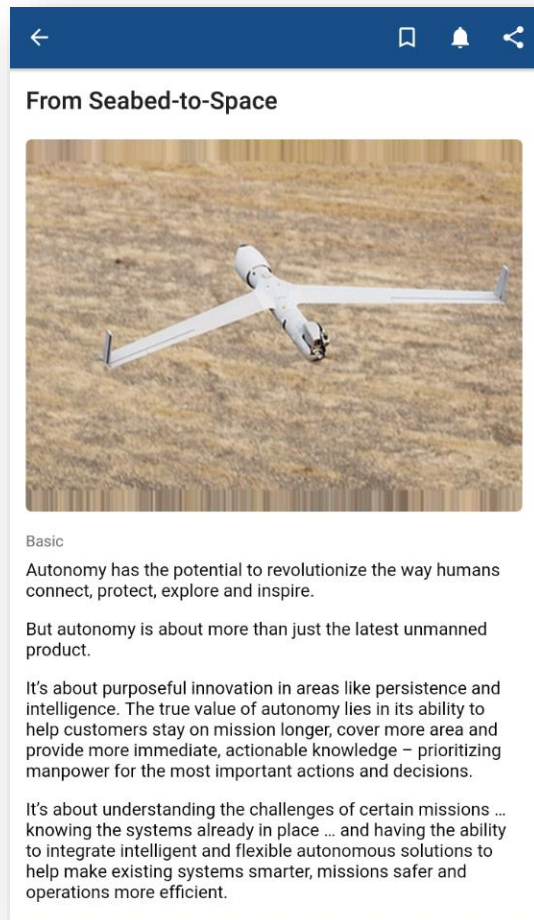 From Seabed-to-Space
Basic
Autonomy has the potential to revolutionize the way humans
connect, protect, explore and inspire.
But autonomy is about more than just the latest unmanned
product.
It's about purposeful innovation in areas like persistence and
intelligence. The true value of autonomy lies in its ability to
help customers stay on mission longer, cover more area and
provide more immediate, actionable knowledge – prioritizing
manpower for the most important actions and decisions.
It's about understanding the challenges of certain missions ...
knowing the systems already in place ... and having the ability
to integrate intelligent and flexible autonomous solutions to
help make existing systems smarter, missions safer and
operations more efficient.